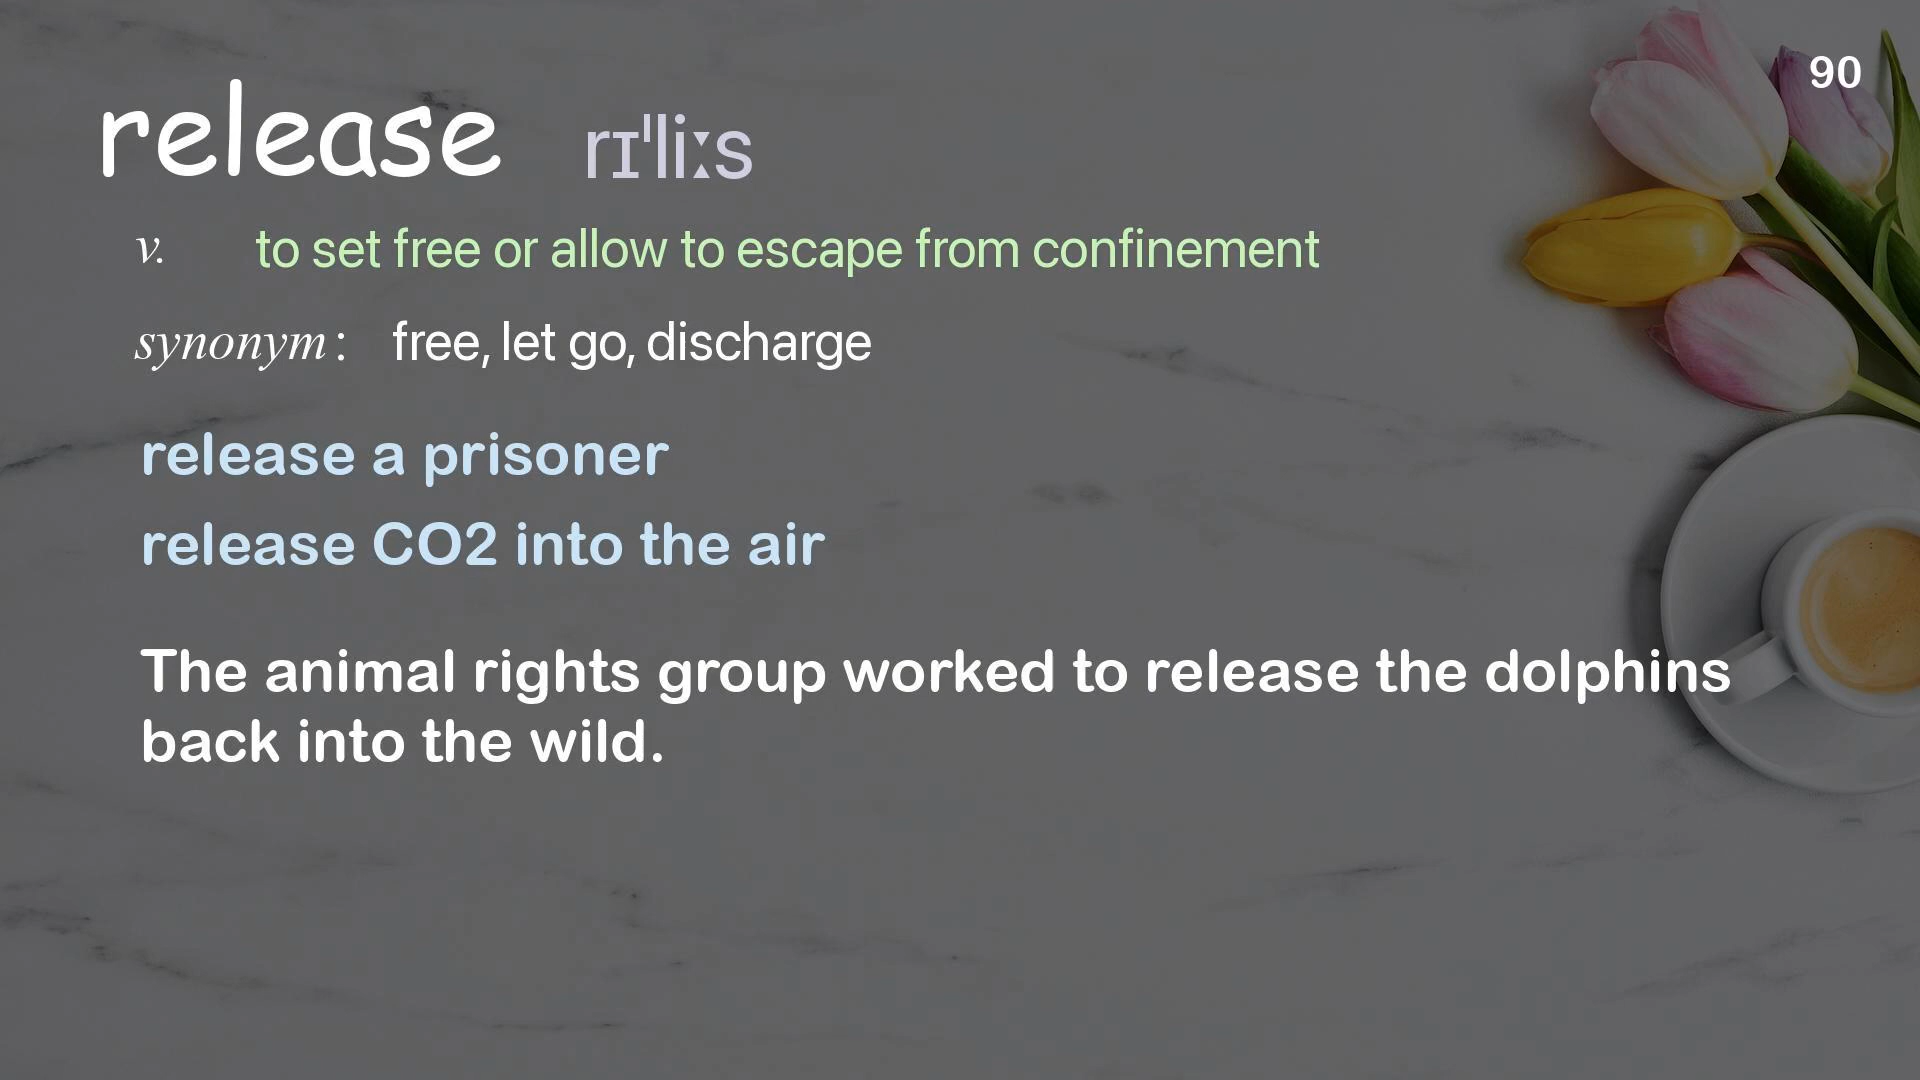 90
release rɪˈliːs
v. to set free or allow to escape from confinement
synonym: free, let go, discharge
release a prisoner
release CO2 into the air
The animal rights group worked to release the dolphins
back into the wild.